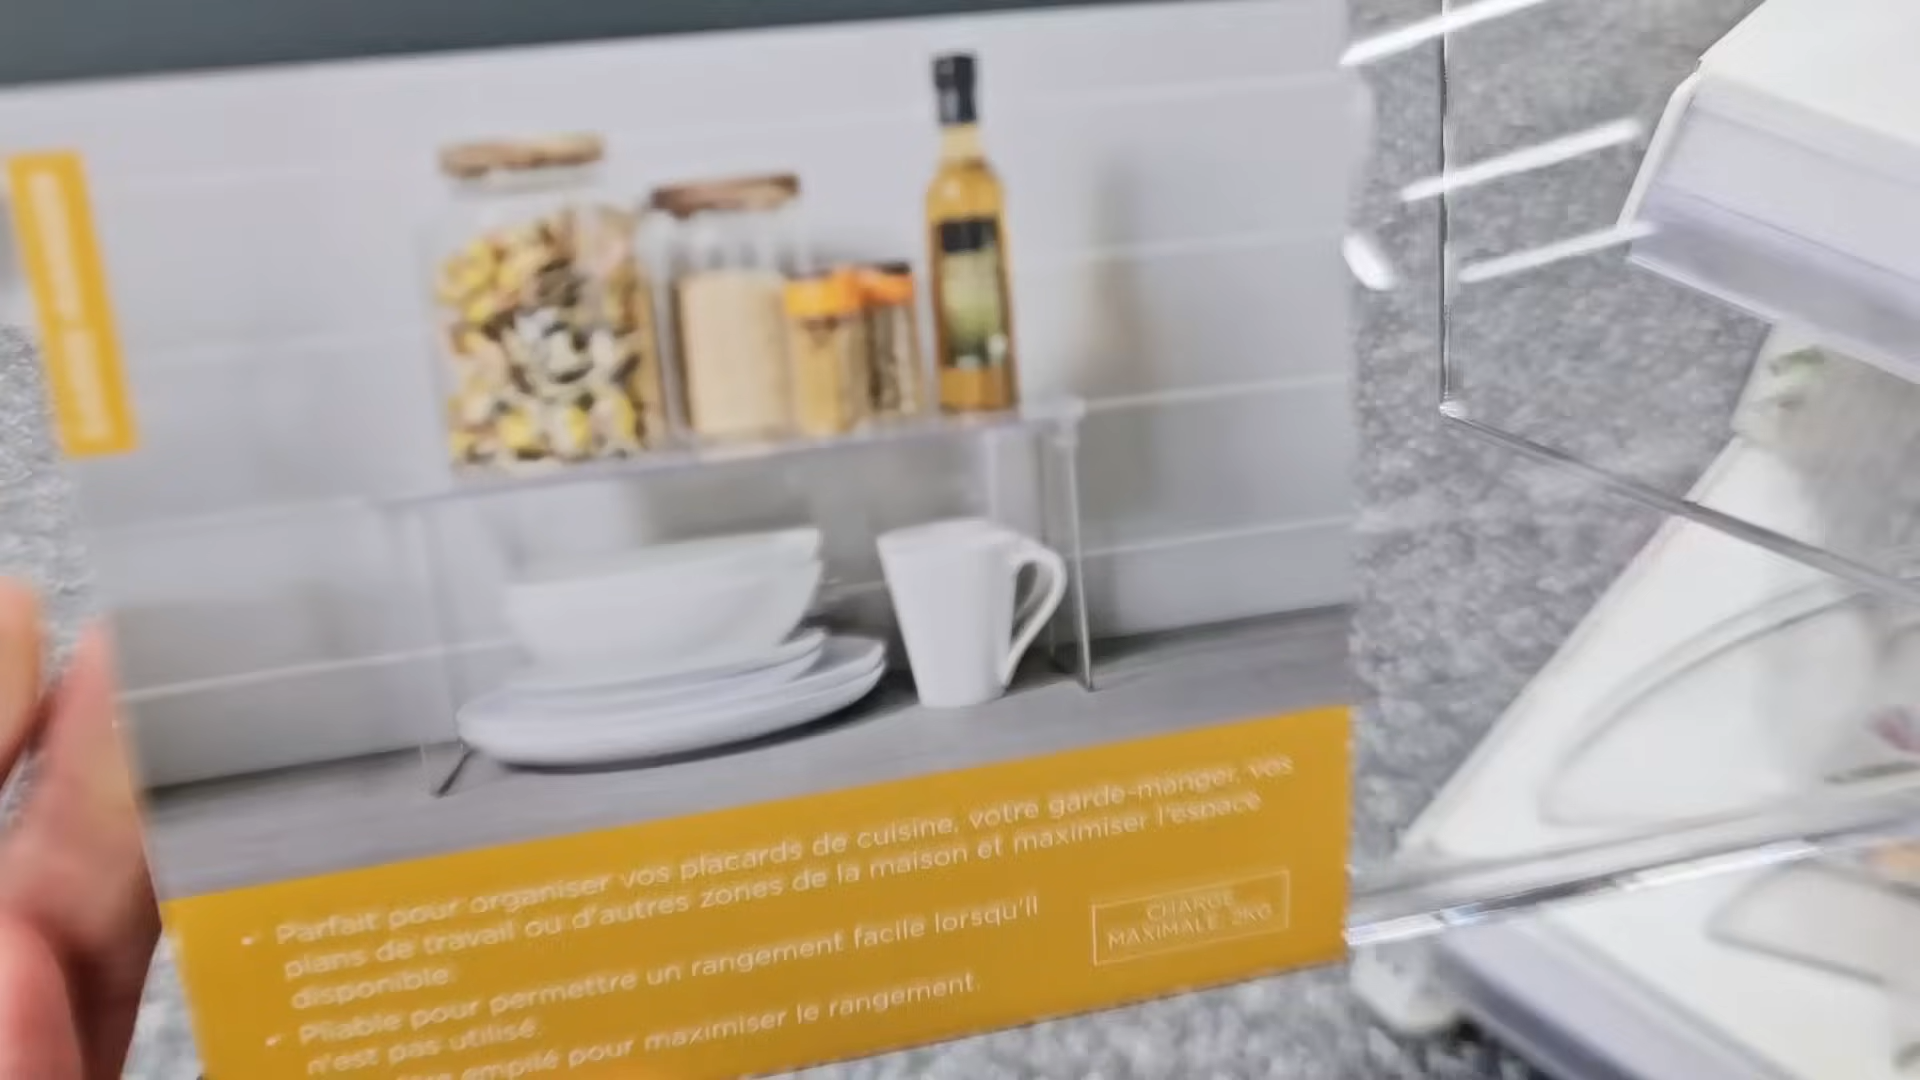 • Parfait pour organiser vos placards de cuisine, votre garde-manger, vos
plans de travail ou d'autres zones de la maison et maximiser l'espace
disponible.
• Pliable pour permettre un rangement facile lorsqu'il
n'est pas utilisé.
empilé pour maximiser le rangement.
CHARGE
MAXIMALE: 2KG